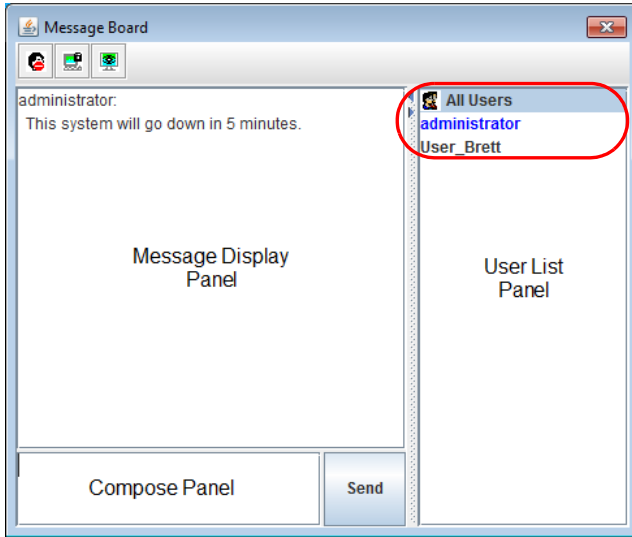 Message Board
administrator:
This system will go down in 5 minutes.
Message Display
Panel
All Users
administrator
User_Brett
User List
Panel
Compose Panel
Send